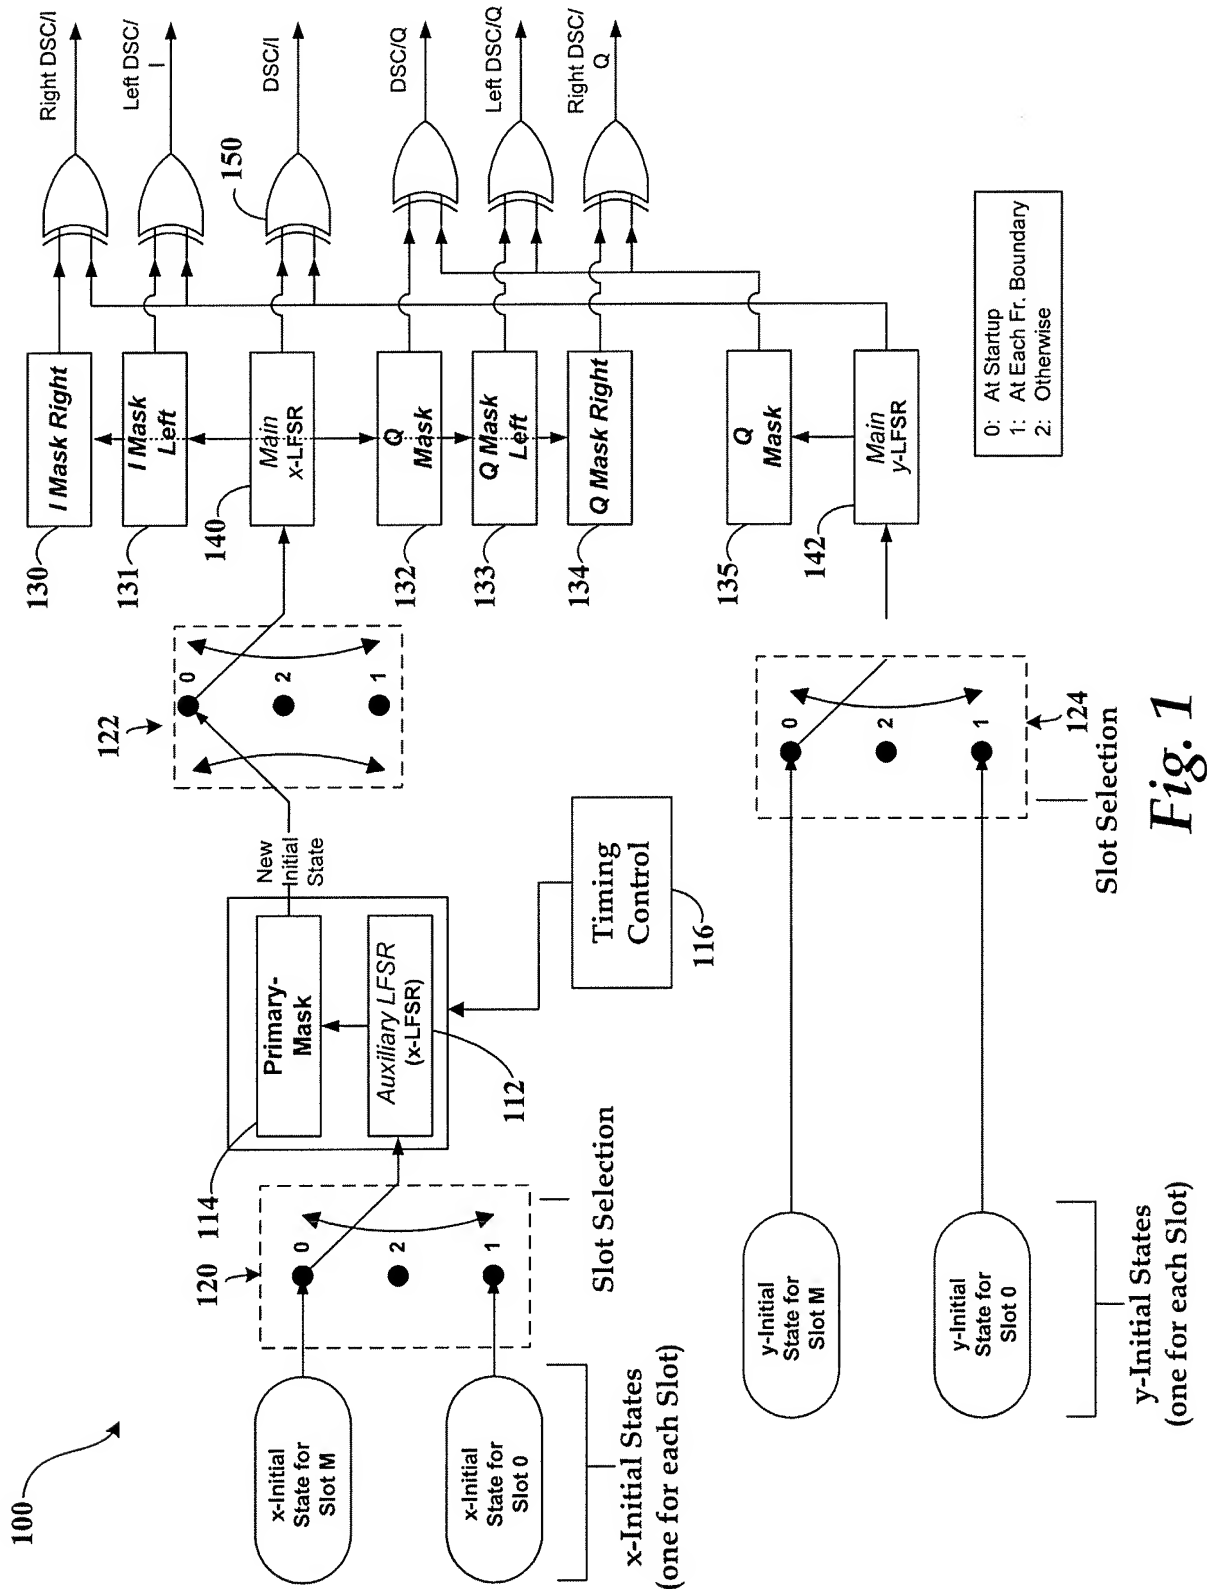 100
x-Initial
State for
Slot M
x-Initial
State for
Slot 0
x-Initial States
(one for each Slot)
120
0
2
1
Slot Selection
114
Primary-
Mask
Auxiliary LFSR
(x-LFSR)
112
New
Initial
State
Timing
Control
116
122
0
2
1
130
I Mask Right
131
I Mask
Left
140
Main
x-LFSR
132
Q
Mask
133
Q Mask
Left
134
Q Mask Right
135
Q
Mask
142
Main
y-LFSR
150
Right DSC/I
Left DSC/
I
DSC/I
DSC/Q
Left DSC/Q
Right DSC/
Q
y-Initial
State for
Slot M
y-Initial
State for
Slot 0
y-Initial States
(one for each Slot)
0
2
1
124
Slot Selection
0: At Startup
1: At Each Fr. Boundary
2: Otherwise
Fig. 1